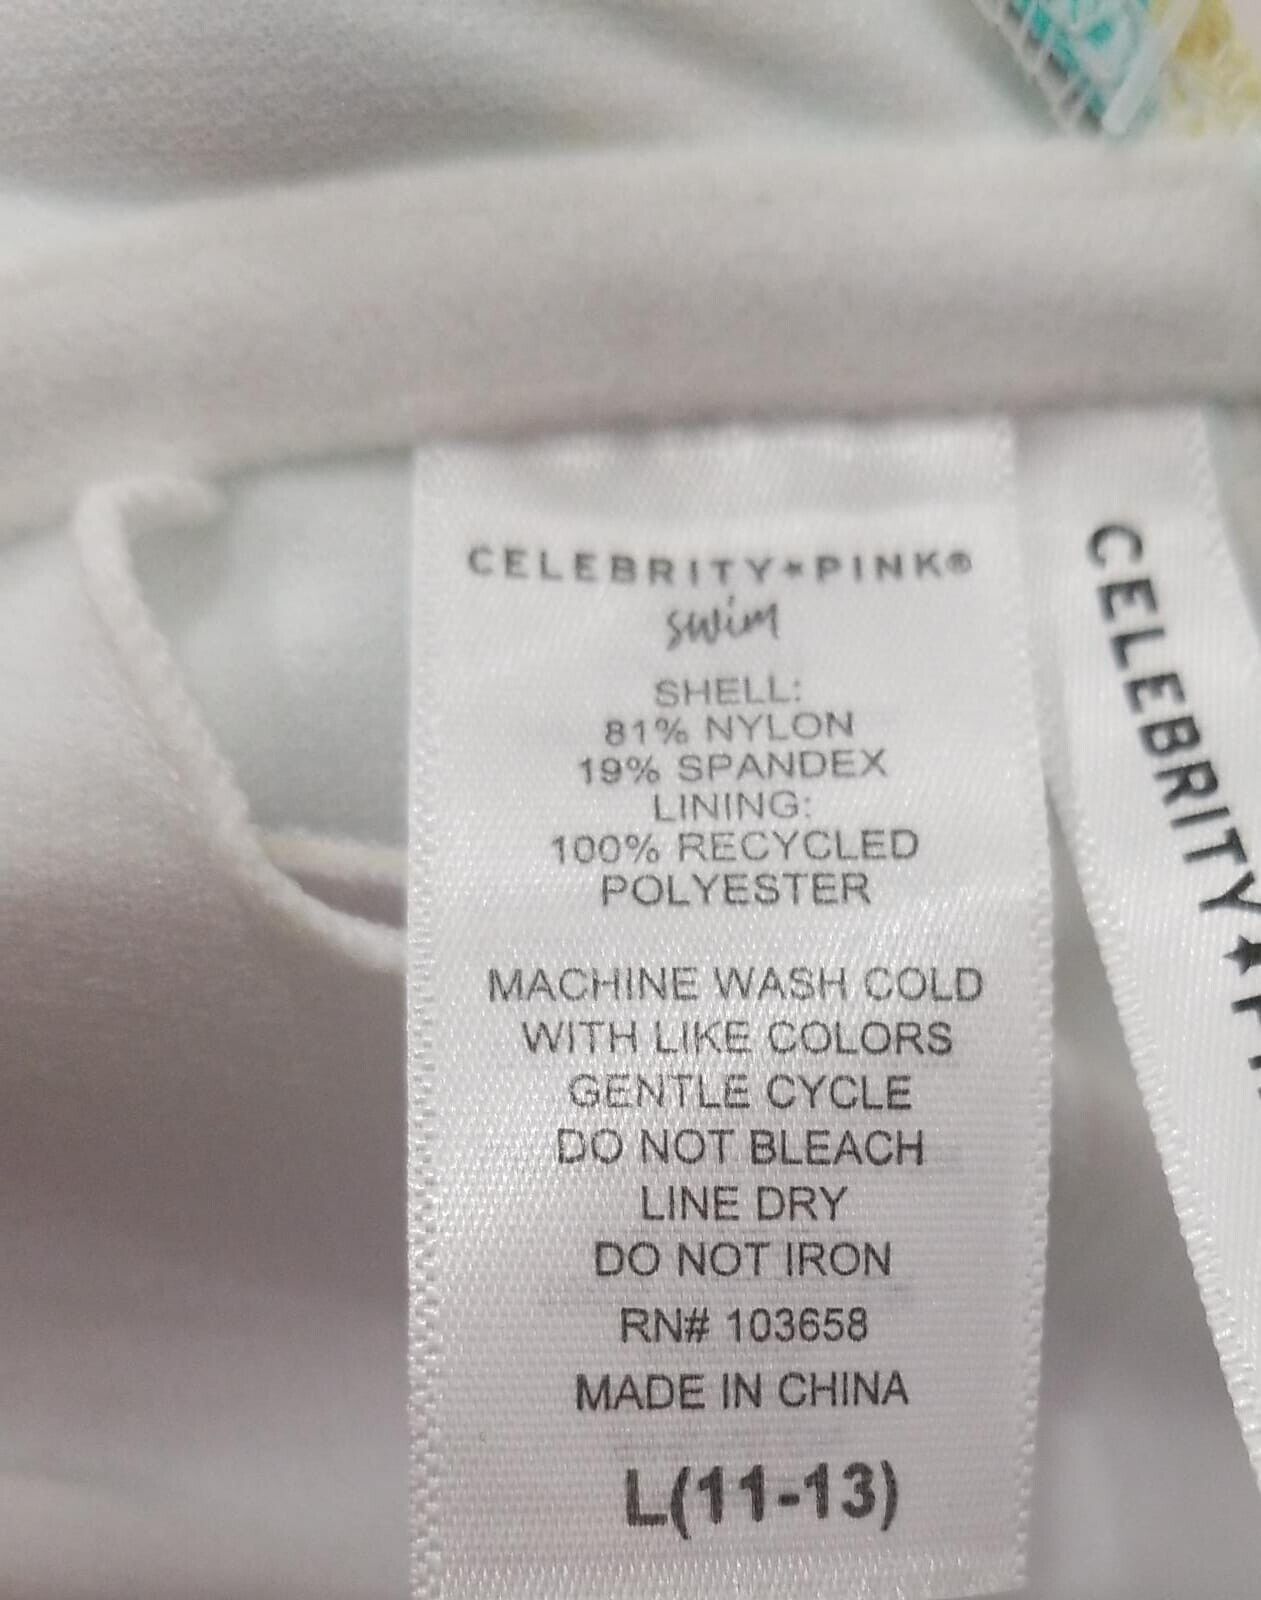 CELEBRITY★PINK®
swim
SHELL:
81% NYLON
19% SPANDEX
LINING:
100% RECYCLED
POLYESTER
MACHINE WASH COLD
WITH LIKE COLORS
GENTLE CYCLE
DO NOT BLEACH
LINE DRY
DO NOT IRON
RN# 103658
MADE IN CHINA
L(11-13)
CELEBRITY★